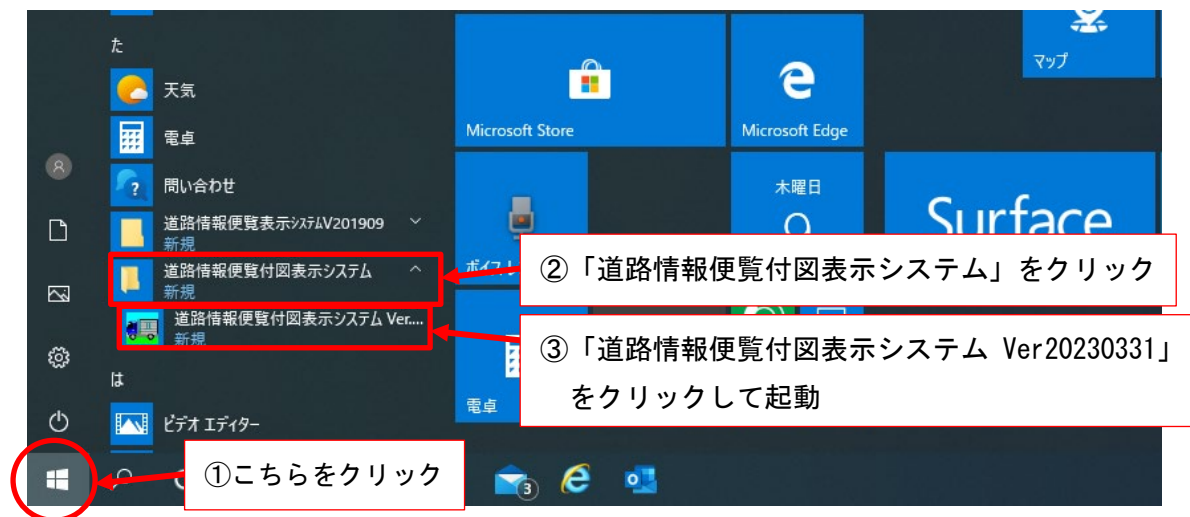 た
天気
電卓
問い合わせ
道路情報便覧表示ｼｽﾃﾑV201909
新規
道路情報便覧付図表示システム
新規
道路情報便覧付図表示システム Ver....
新規
は
ビデオ エディター
Microsoft Store
Microsoft Edge
マップ
木曜日
Surface
ボイス レ
電卓
②「道路情報便覧付図表示システム」をクリック
③「道路情報便覧付図表示システム Ver20230331」
をクリックして起動
①こちらをクリック
3